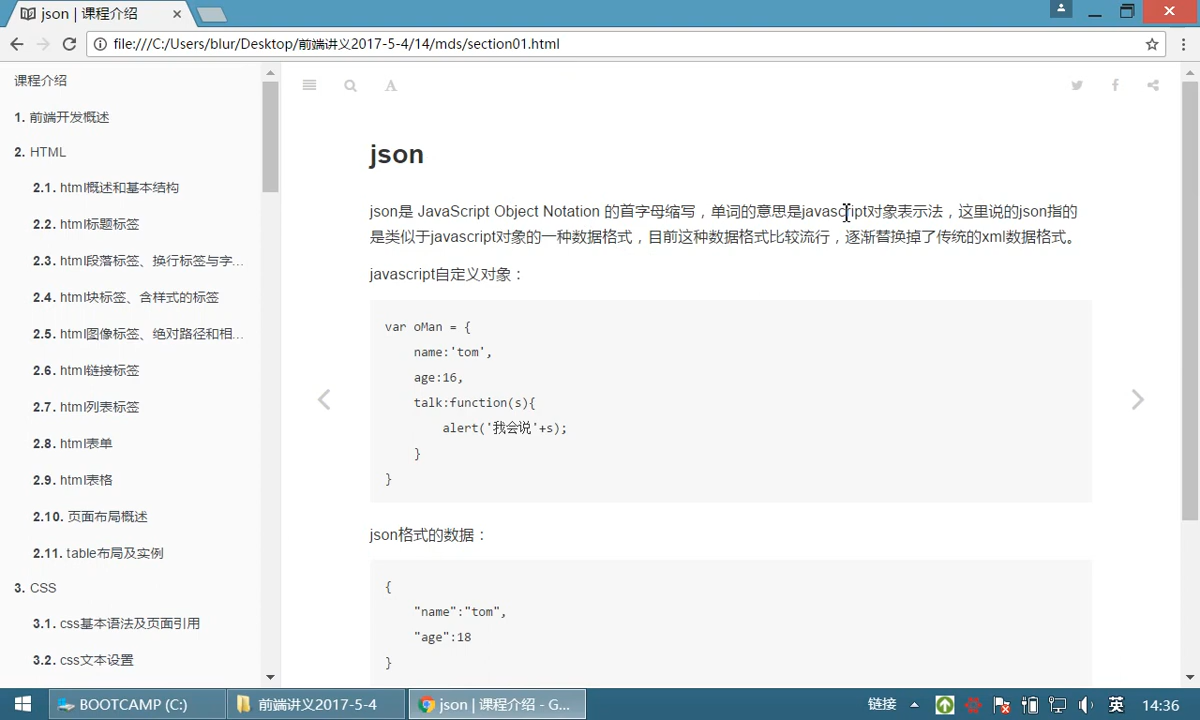 json | 课程介绍
file:///C:/Users/blur/Desktop/前端讲义2017-5-4/14/mds/section01.html
课程介绍
1. 前端开发概述
2. HTML
2.1. html概述和基本结构
2.2. html标题标签
2.3. html段落标签、换行标签与字...
2.4. html块标签、含样式的标签
2.5. html图像标签、绝对路径和相...
2.6. html链接标签
2.7. html列表标签
2.8. html表单
2.9. html表格
2.10. 页面布局概述
2.11. table布局及实例
3. CSS
3.1. css基本语法及页面引用
3.2. css文本设置
A
json
json是 JavaScript Object Notation 的首字母缩写，单词的意思是javascript对象表示法，这里说的json指的
是类似于javascript对象的一种数据格式，目前这种数据格式比较流行，逐渐替换掉了传统的xml数据格式。
javascript自定义对象：
var oMan = {
name:'tom',
age:16,
talk:function(s){
alert('我会说'+s);
}
}
json格式的数据：
{
"name":"tom",
"age":18
}
BOOTCAMP (C:)
前端讲义2017-5-4
json | 课程介绍 - G...
链接
英
14:36